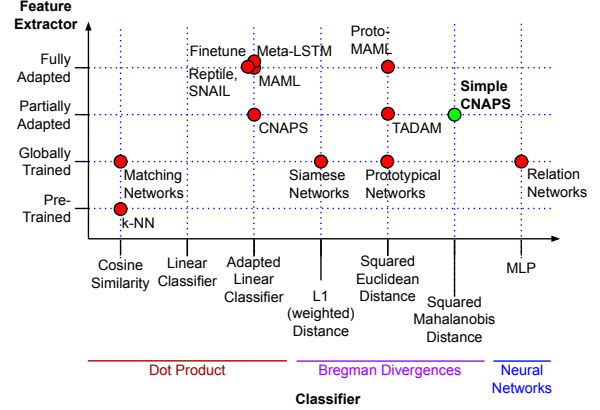 Feature
Extractor
Fully
Adapted
Partially
Adapted
Globally
Trained
Pre-
Trained
Finetune
Meta-LSTM
Reptile,
SNAIL
MAML
Proto-
MAML
CNAPS
TADAM
Simple
CNAPS
Matching
Networks
Siamese
Networks
Prototypical
Networks
Relation
Networks
k-NN
Cosine
Similarity
Linear
Classifier
Adapted
Linear
Classifier
L1
(weighted)
Distance
Squared
Euclidean
Distance
Squared
Mahalanobis
Distance
MLP
Dot Product
Bregman Divergences
Neural
Networks
Classifier